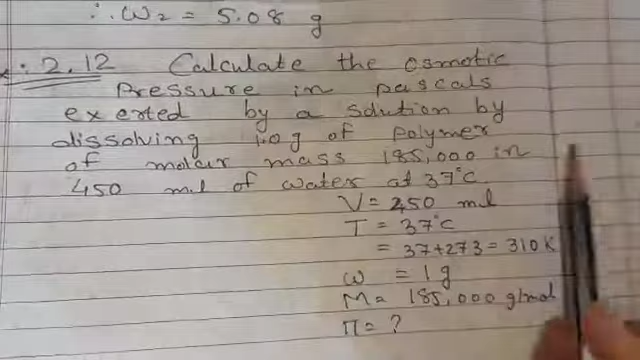 ∴ W₂ = 5.08 g
2.12 Calculate the osmotic
Pressure in pascals
exerted by a solution by
dissolving 1.0 g of polymer
of molar mass 185,000 in
450 ml of water at 37°C
V = 450 ml
T = 37°C
= 37+273 = 310 K
ω = 1g
M = 185,000 g/mol
π = ?